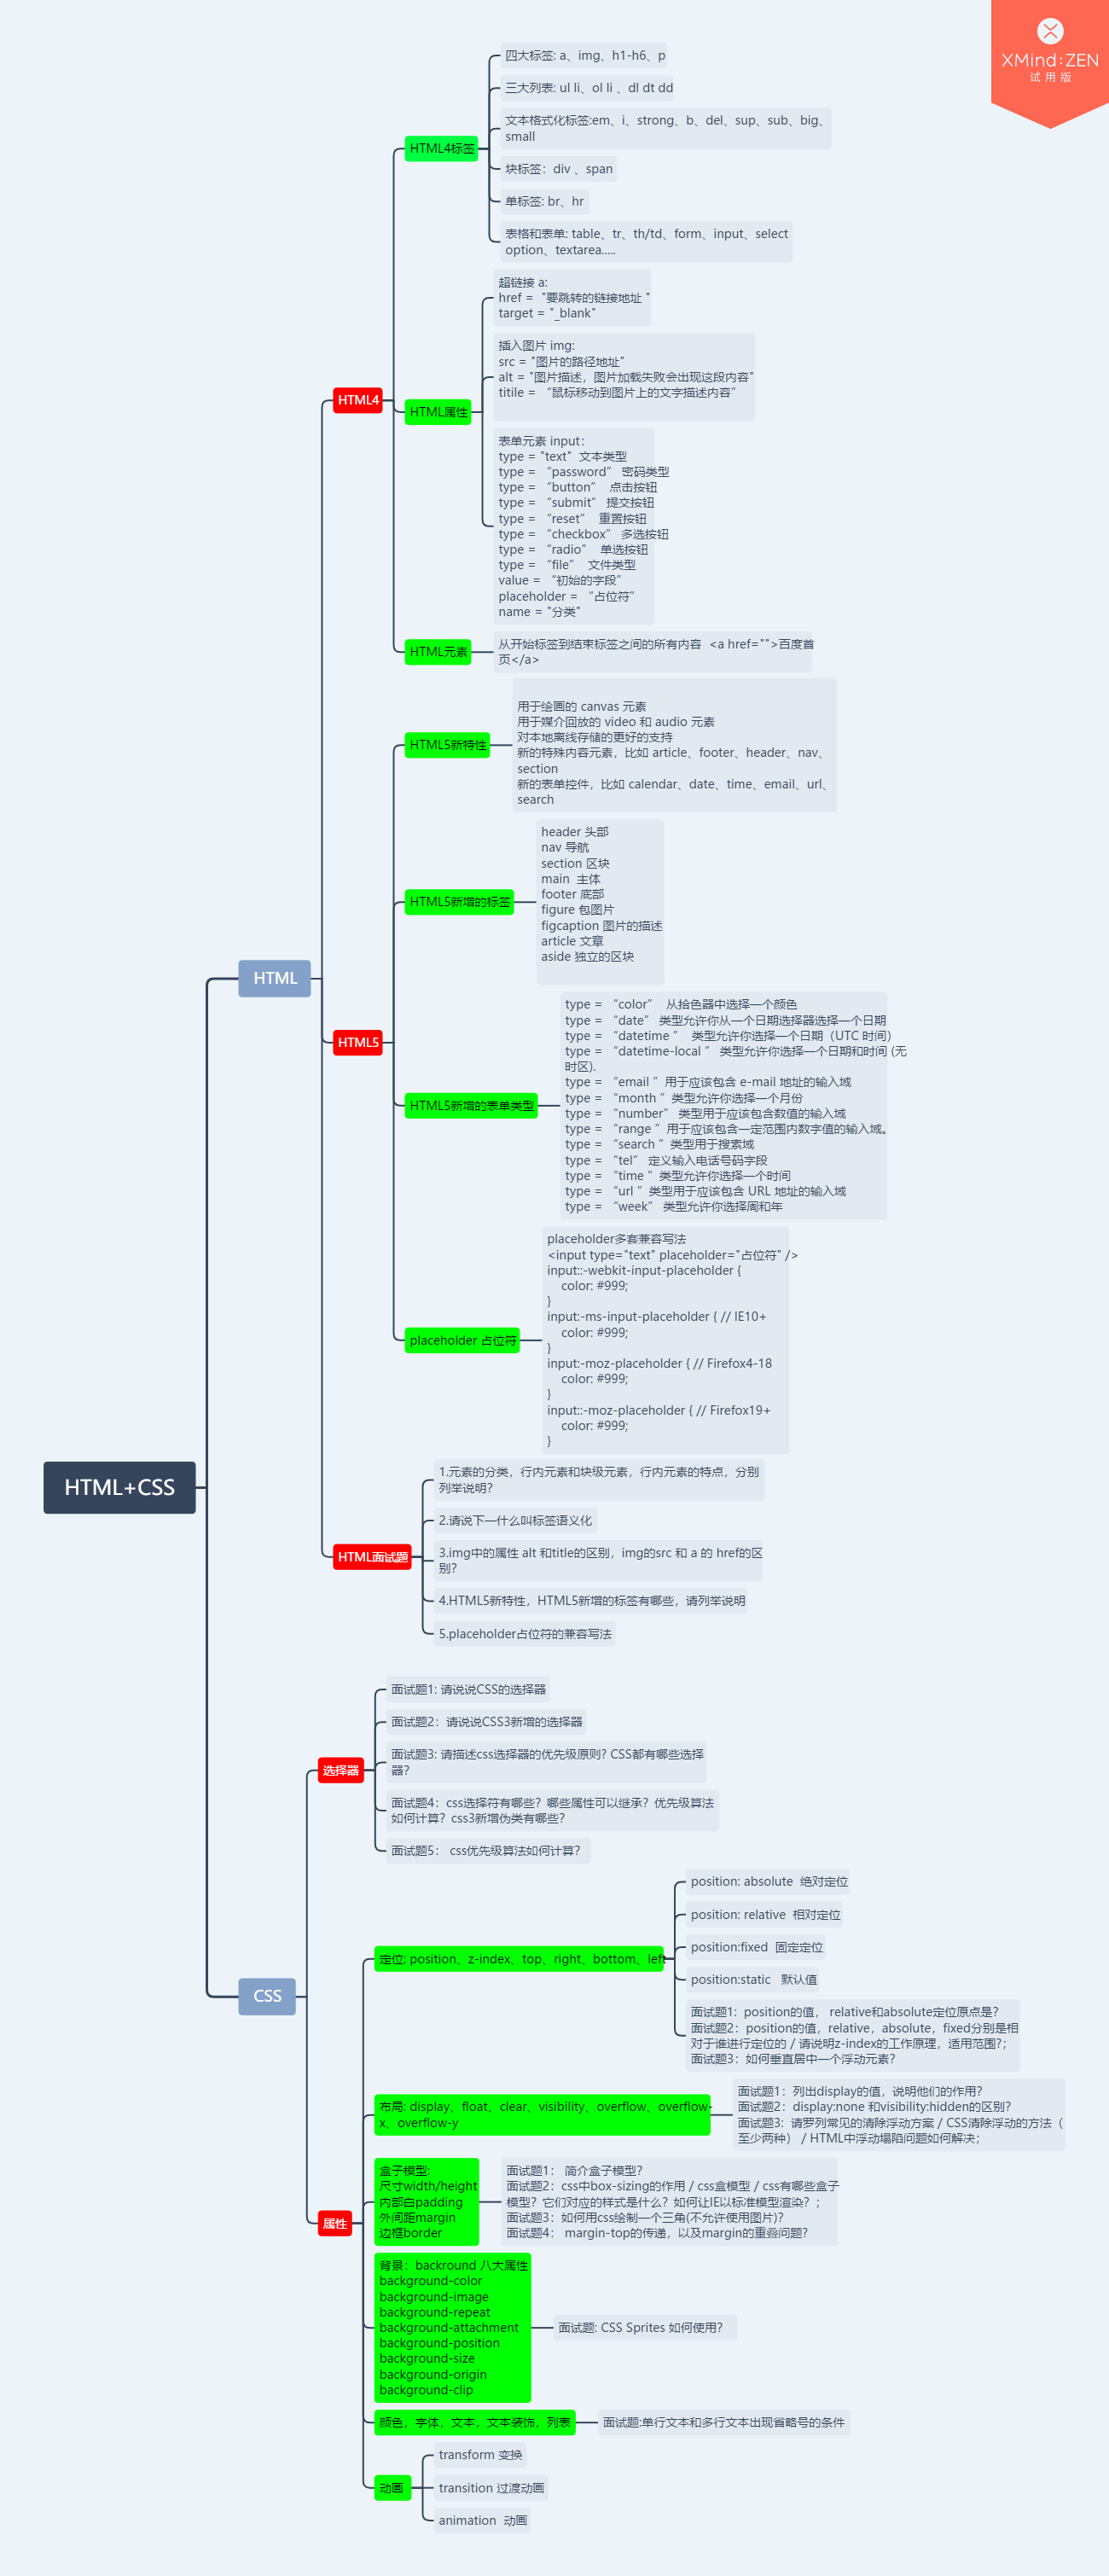 XMind:ZEN
试用版
HTML+CSS
HTML
HTML4
HTML4标签
四大标签: a、img、h1-h6、p
三大列表: ul li、ol li 、dl dt dd
文本格式化标签:em、i、strong、b、del、sup、sub、big、
small
块标签：div 、span
单标签: br、hr
表格和表单: table、tr、th/td、form、input、select
option、textarea.....
HTML属性
超链接 a:
href =  "要跳转的链接地址 "
target = "_blank"
插入图片 img:
src = "图片的路径地址"
alt = "图片描述，图片加载失败会出现这段内容"
titile = “鼠标移动到图片上的文字描述内容”
表单元素 input：
type = "text"  文本类型
type = “password” 密码类型
type = “button”  点击按钮
type = “submit” 提交按钮
type = “reset”  重置按钮
type = “checkbox” 多选按钮
type = “radio”  单选按钮
type = “file”  文件类型
value = “初始的字段”
placeholder = “占位符”
name = "分类"
HTML元素
从开始标签到结束标签之间的所有内容  <a href="">百度首
页</a>
HTML5
HTML5新特性
用于绘画的 canvas 元素
用于媒介回放的 video 和 audio 元素
对本地离线存储的更好的支持
新的特殊内容元素，比如 article、footer、header、nav、
section
新的表单控件，比如 calendar、date、time、email、url、
search
HTML5新增的标签
header 头部
nav 导航
section 区块
main  主体
footer 底部
figure 包图片
figcaption 图片的描述
article 文章
aside 独立的区块
HTML5新增的表单类型
type = “color”  从拾色器中选择一个颜色
type = “date” 类型允许你从一个日期选择器选择一个日期
type = “datetime ”  类型允许你选择一个日期（UTC 时间）
type = “datetime-local ” 类型允许你选择一个日期和时间 (无
时区).
type = “email ” 用于应该包含 e-mail 地址的输入域
type = “month ” 类型允许你选择一个月份
type = “number” 类型用于应该包含数值的输入域
type = “range ” 用于应该包含一定范围内数字值的输入域。
type = “search ” 类型用于搜索域
type = “tel” 定义输入电话号码字段
type = “time ” 类型允许你选择一个时间
type = “url ” 类型用于应该包含 URL 地址的输入域
type = “week” 类型允许你选择周和年
placeholder 占位符
placeholder多套兼容写法
<input type="text" placeholder="占位符" />
input::-webkit-input-placeholder {
color: #999;
}
input:-ms-input-placeholder { // IE10+
color: #999;
}
input:-moz-placeholder { // Firefox4-18
color: #999;
}
input::-moz-placeholder { // Firefox19+
color: #999;
}
HTML面试题
1.元素的分类，行内元素和块级元素，行内元素的特点，分别
列举说明？
2.请说下一什么叫标签语义化
3.img中的属性 alt 和title的区别，img的src 和 a 的 href的区
别？
4.HTML5新特性，HTML5新增的标签有哪些，请列举说明
5.placeholder占位符的兼容写法
CSS
选择器
面试题1: 请说说CSS的选择器
面试题2：请说说CSS3新增的选择器
面试题3: 请描述css选择器的优先级原则? CSS都有哪些选择
器？
面试题4：css选择符有哪些？哪些属性可以继承？优先级算法
如何计算？css3新增伪类有哪些？
面试题5： css优先级算法如何计算？
属性
定位: position、z-index、top、right、bottom、left
position: absolute  绝对定位
position: relative  相对定位
position:fixed  固定定位
position:static   默认值
面试题1：position的值， relative和absolute定位原点是？
面试题2：position的值，relative，absolute，fixed分别是相
对于谁进行定位的 / 请说明z-index的工作原理，适用范围?；
面试题3：如何垂直居中一个浮动元素？
布局: display、float、clear、visibility、overflow、overflow-
x、overflow-y
面试题1：列出display的值，说明他们的作用？
面试题2：display:none 和visibility:hidden的区别？
面试题3：请罗列常见的清除浮动方案 / CSS清除浮动的方法（
至少两种） / HTML中浮动塌陷问题如何解决；
盒子模型:
尺寸width/height
内部白padding
外间距margin
边框border
面试题1： 简介盒子模型？
面试题2：css中box-sizing的作用 / css盒模型 / css有哪些盒子
模型？它们对应的样式是什么？如何让IE以标准模型渲染？；
面试题3：如何用css绘制一个三角(不允许使用图片)？
面试题4： margin-top的传递，以及margin的重叠问题?
背景：backround 八大属性
background-color
background-image
background-repeat
background-attachment
background-position
background-size
background-origin
background-clip
面试题: CSS Sprites 如何使用？
颜色，字体，文本，文本装饰，列表
面试题:单行文本和多行文本出现省略号的条件
动画
transform 变换
transition 过渡动画
animation  动画